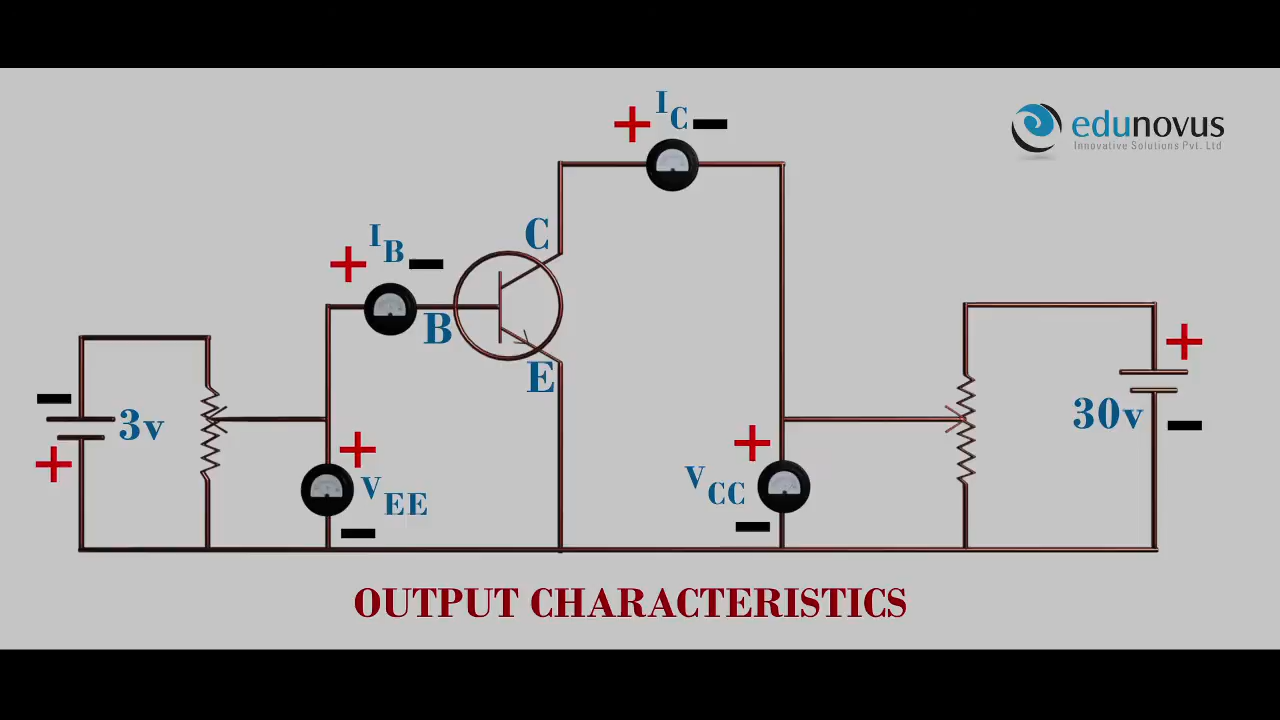 edunovus
Innovative Solutions Pvt. Ltd
+ IC −
+ IB −
C
B
E
−
3v
+
+
VEE
−
+
VCC
−
+
30v
−
OUTPUT CHARACTERISTICS